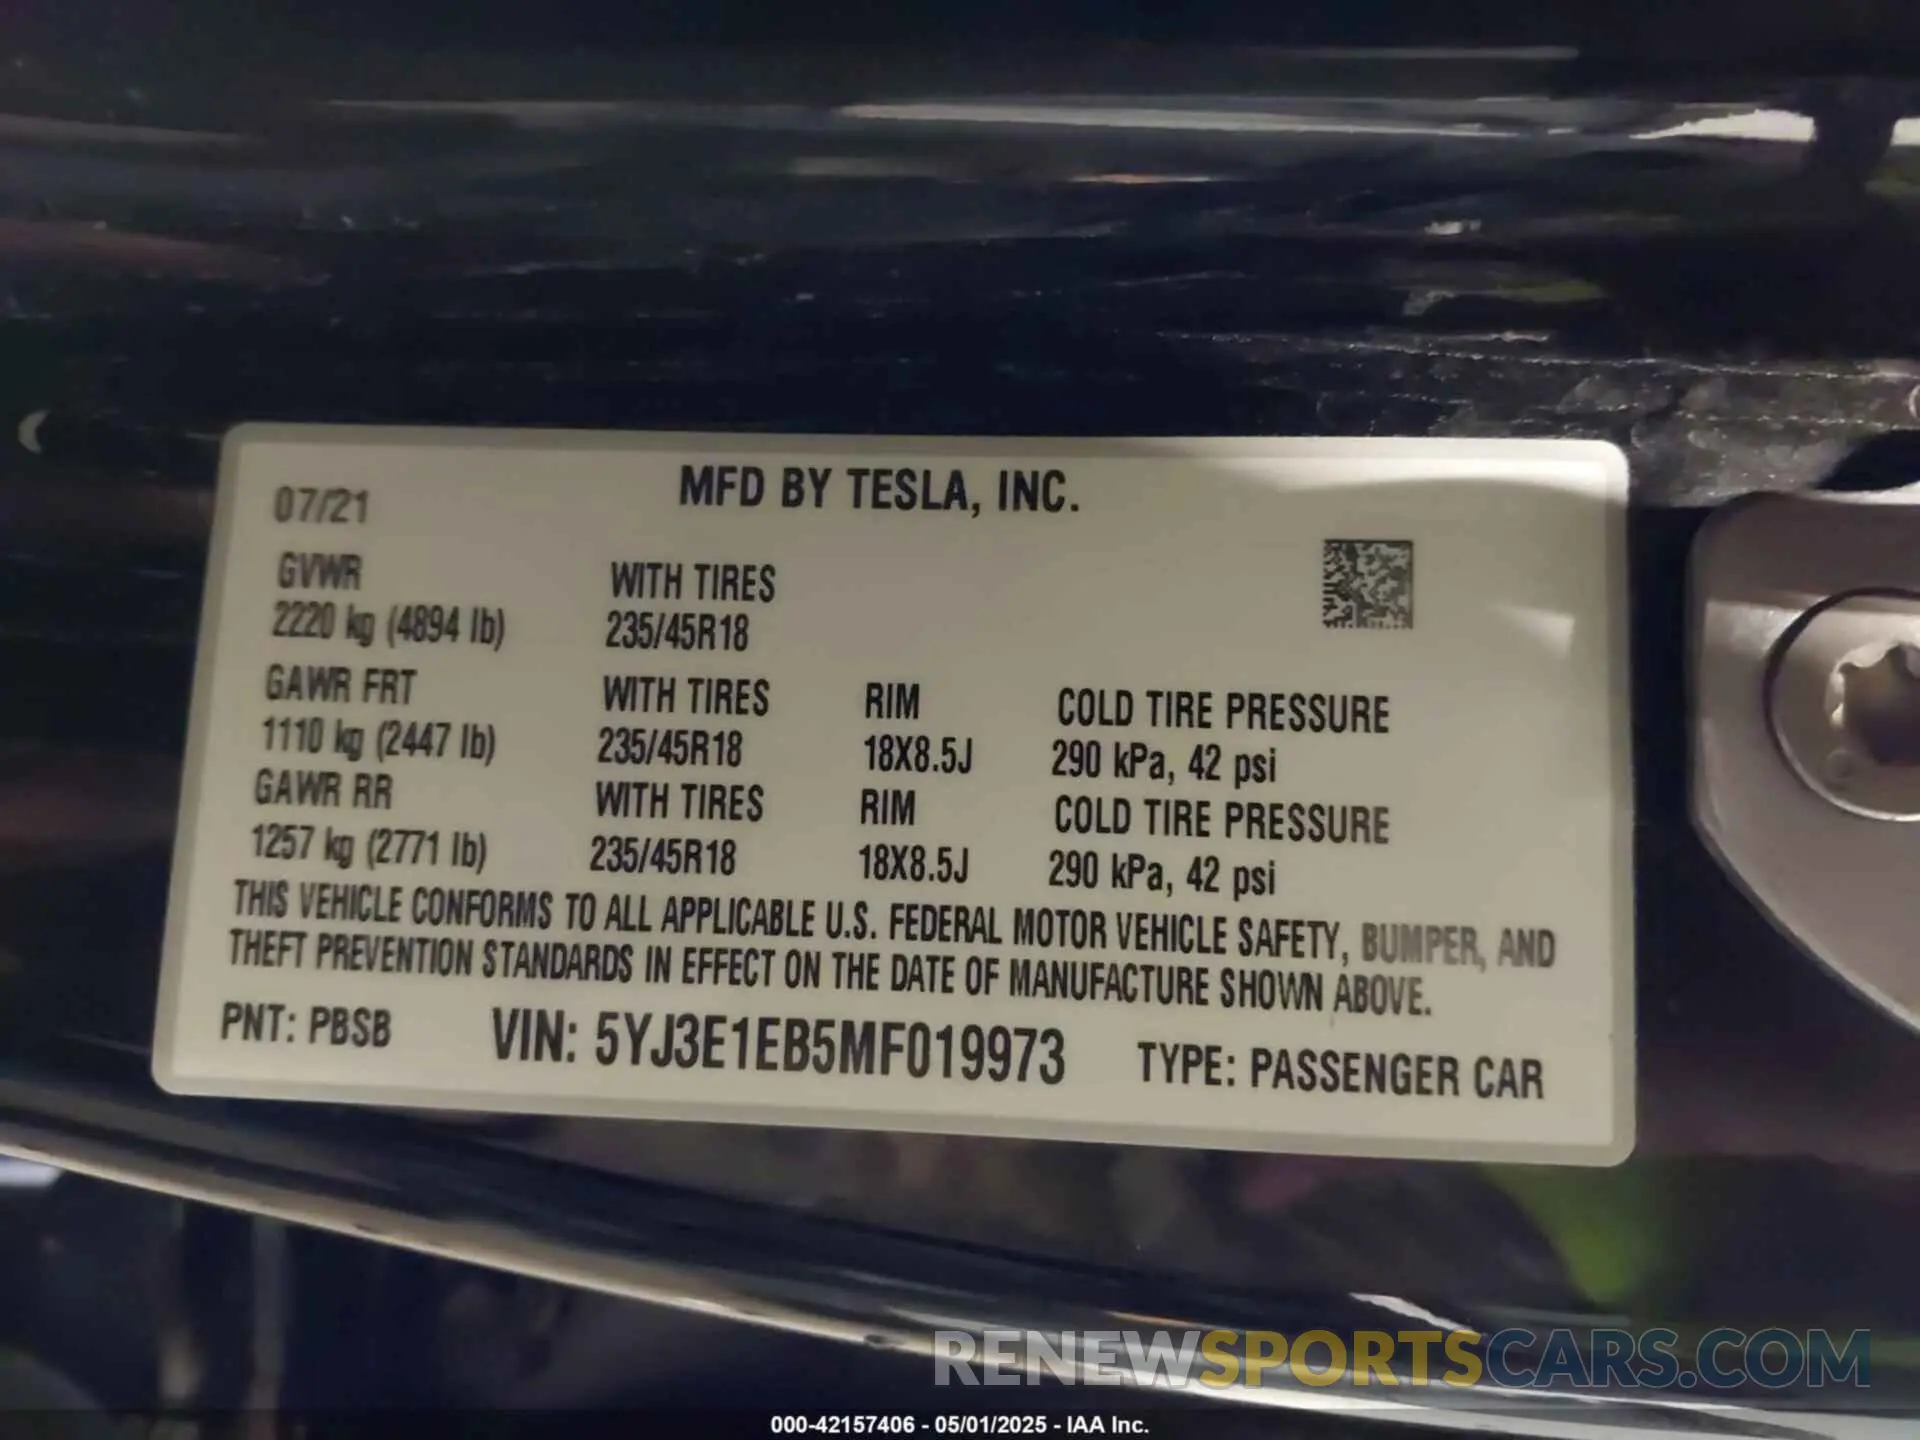 07/21
MFD BY TESLA, INC.
GVWR WITH TIRES
2220 kg (4894 lb) 235/45R18
GAWR FRT WITH TIRES RIM COLD TIRE PRESSURE
1110 kg (2447 lb) 235/45R18 18X8.5J 290 kPa, 42 psi
GAWR RR WITH TIRES RIM COLD TIRE PRESSURE
1257 kg (2771 lb) 235/45R18 18X8.5J 290 kPa, 42 psi
THIS VEHICLE CONFORMS TO ALL APPLICABLE U.S. FEDERAL MOTOR VEHICLE SAFETY, BUMPER, AND
THEFT PREVENTION STANDARDS IN EFFECT ON THE DATE OF MANUFACTURE SHOWN ABOVE.
PNT: PBSB VIN: 5YJ3E1EB5MF019973 TYPE: PASSENGER CAR
RENEWSPORTSCARS.COM
000-42157406 - 05/01/2025 - IAA Inc.